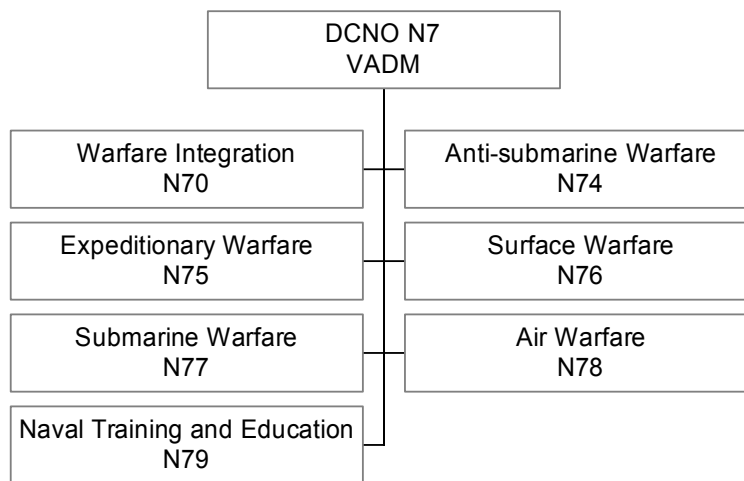 DCNO N7
VADM
Warfare Integration
N70
Anti-submarine Warfare
N74
Expeditionary Warfare
N75
Surface Warfare
N76
Submarine Warfare
N77
Air Warfare
N78
Naval Training and Education
N79